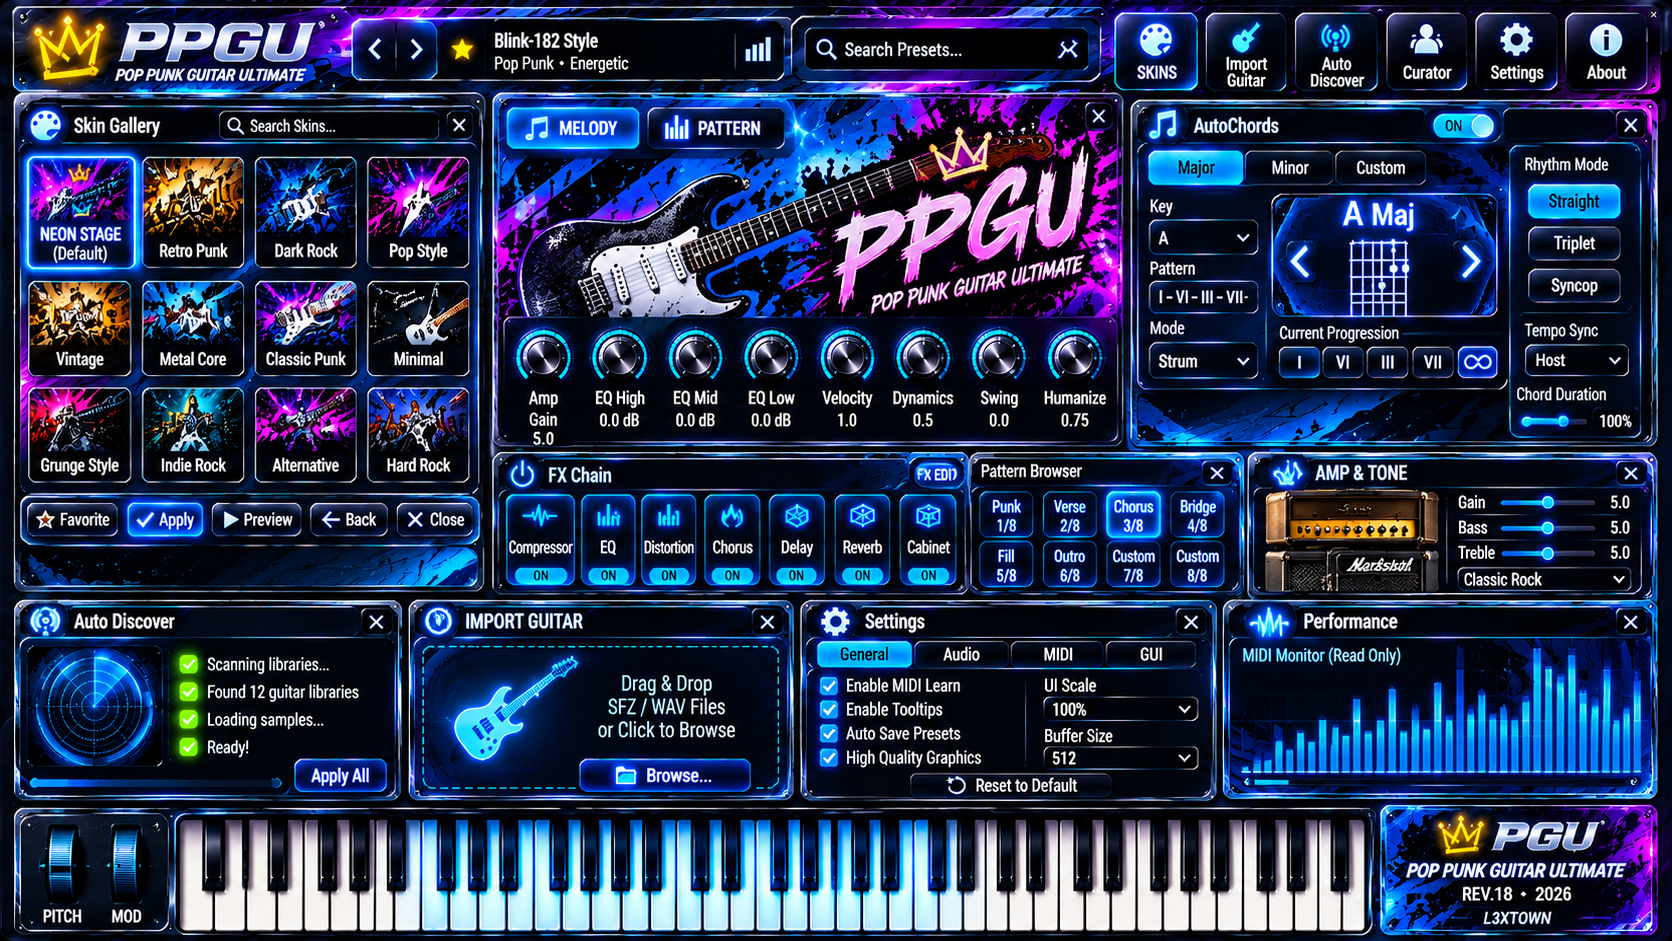 PPGU
POP PUNK GUITAR ULTIMATE
Blink-182 Style
Pop Punk • Energetic
Search Presets...
SKINS
Import
Guitar
Auto
Discover
Curator
Settings
About
Skin Gallery
Search Skins...
NEON STAGE
(Default)
Retro Punk
Dark Rock
Pop Style
Vintage
Metal Core
Classic Punk
Minimal
Grunge Style
Indie Rock
Alternative
Hard Rock
Favorite
Apply
Preview
Back
Close
MELODY
PATTERN
PPGU
POP PUNK GUITAR ULTIMATE
Amp
Gain
5.0
EQ High
0.0 dB
EQ Mid
0.0 dB
EQ Low
0.0 dB
Velocity
1.0
Dynamics
0.5
Swing
0.0
Humanize
0.75
AutoChords
ON
Major
Minor
Custom
Key
A
Pattern
I - VI - III - VII-
Mode
Strum
A Maj
Current Progression
I
VI
III
VII
∞
Rhythm Mode
Straight
Triplet
Syncop
Tempo Sync
Host
Chord Duration
100%
FX Chain
FX EDIT
Compressor
ON
EQ
ON
Distortion
ON
Chorus
ON
Delay
ON
Reverb
ON
Cabinet
ON
Pattern Browser
Punk
1/8
Verse
2/8
Chorus
3/8
Bridge
4/8
Fill
5/8
Outro
6/8
Custom
7/8
Custom
8/8
AMP & TONE
Gain
5.0
Bass
5.0
Treble
5.0
Classic Rock
Auto Discover
Scanning libraries...
Found 12 guitar libraries
Loading samples...
Ready!
Apply All
IMPORT GUITAR
Drag & Drop
SFZ / WAV Files
or Click to Browse
Browse...
Settings
General
Audio
MIDI
GUI
Enable MIDI Learn
Enable Tooltips
Auto Save Presets
High Quality Graphics
UI Scale
100%
Buffer Size
512
Reset to Default
Performance
MIDI Monitor (Read Only)
PITCH
MOD
PGU
POP PUNK GUITAR ULTIMATE
REV.18 • 2026
L3XTOWN